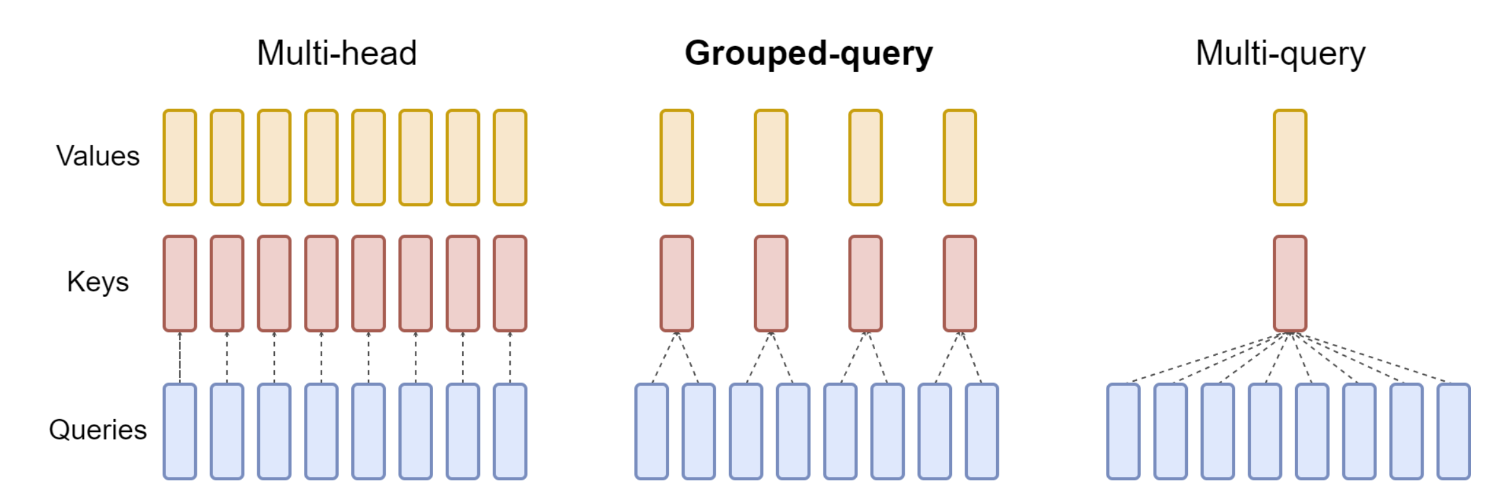 Multi-head
Grouped-query
Multi-query
Values
Keys
Queries